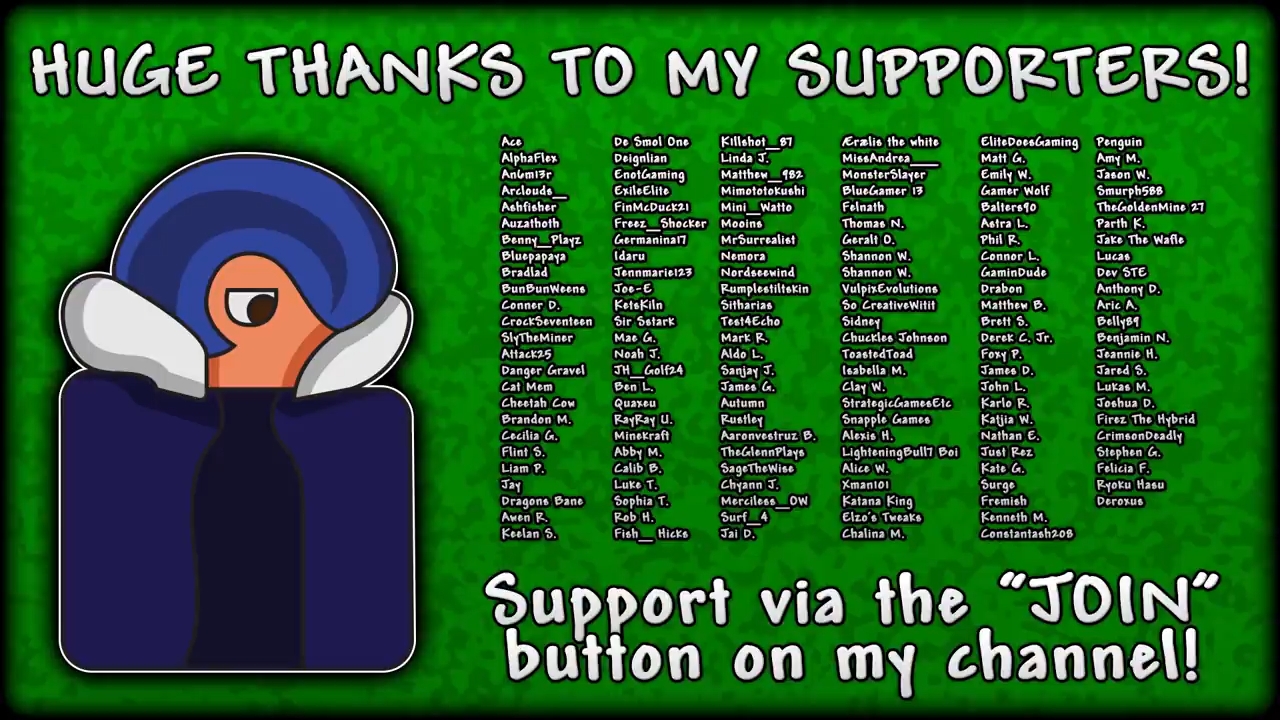 HUGE THANKS TO MY SUPPORTERS!
Ace
AlphaFlex
An6m13r
Arclouds__
Ashfisher
Auzathoth
Benny__Playz
Bluepapaya
Bradlad
BunBunWeens
Conner D.
CrockSeventeen
SlyTheMiner
Attack25
Danger Gravel
Cat Mem
Cheetah Cow
Brandon M.
Cecilia G.
Flint S.
Liam P.
Jay
Dragons Bane
Awen R.
Keelan S.
De Smol One
Deignlian
EnotGaming
ExileElite
FinMcDuck21
Freez__Shocker
Germanina17
Idaru
Jennmarie123
Joe-E
KetsKiln
Sir Sstark
Mae G.
Noah J.
JH__Golf24
Ben L.
Quaxeu
RayRay U.
Minekraft
Abby M.
Calib B.
Luke T.
Sophia T.
Rob H.
Fish__ Hicks
Killshot__87
Linda J.
Matthew__982
Mimototokushi
Mini__Watto
Mooins
MrSurrealist
Nemora
Nordseewind
Rumplestiltskin
Sitharias
Test4Echo
Mark R.
Aldo L.
Sanjay J.
James G.
Autumn
Rustley
Aaronvestruz B.
TheGlennPlays
SageTheWise
Chyann J.
Merciless__OW
Surf__4
Jai D.
Ærælis the white
MissAndrea____
MonsterSlayer
BlueGamer 13
Felnath
Thomas N.
Geralt O.
Shannon W.
Shannon W.
VulpixEvolutions
So CreativeWitit
Sidney
Chuckles Johnson
ToastedToad
Isabella M.
Clay W.
StrategicGamesEtc
Snapple Games
Alexis H.
LighteningBull7 Boi
Alice W.
Xman101
Katana King
Elzo's Tweaks
Chalina M.
EliteDoesGaming
Matt G.
Emily W.
Gamer Wolf
Balters90
Astra L.
Phil R.
Connor L.
GaminDude
Drabon
Matthew B.
Brett S.
Derek C. Jr.
Foxy P.
James D.
John L.
Karlo R.
Katjia W.
Nathan E.
Just Rez
Kate G.
Surge
Fremish
Kenneth M.
Constantash208
Penguin
Amy M.
Jason W.
Smurph588
TheGoldenMine 27
Parth K.
Jake The Wafle
Lucas
Dev STE
Anthony D.
Aric A.
Belly89
Benjamin N.
Jeannie H.
Jared S.
Lukas M.
Joshua D.
Firez The Hybrid
CrimsonDeadly
Stephen G.
Felicia F.
Ryoku Hasu
Deroxus
Support via the "JOIN"
button on my channel!